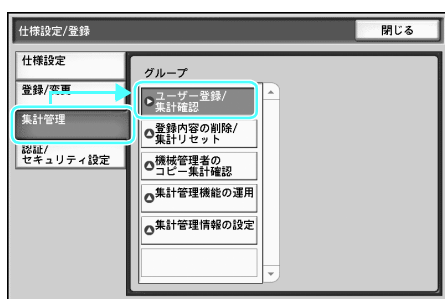 仕様設定/登録
閉じる
仕様設定
登録/変更
集計管理
認証/
セキュリティ設定
グループ
ユーザー登録/
集計確認
登録内容の削除/
集計リセット
機械管理者の
コピー集計確認
集計管理機能の運用
集計管理情報の設定